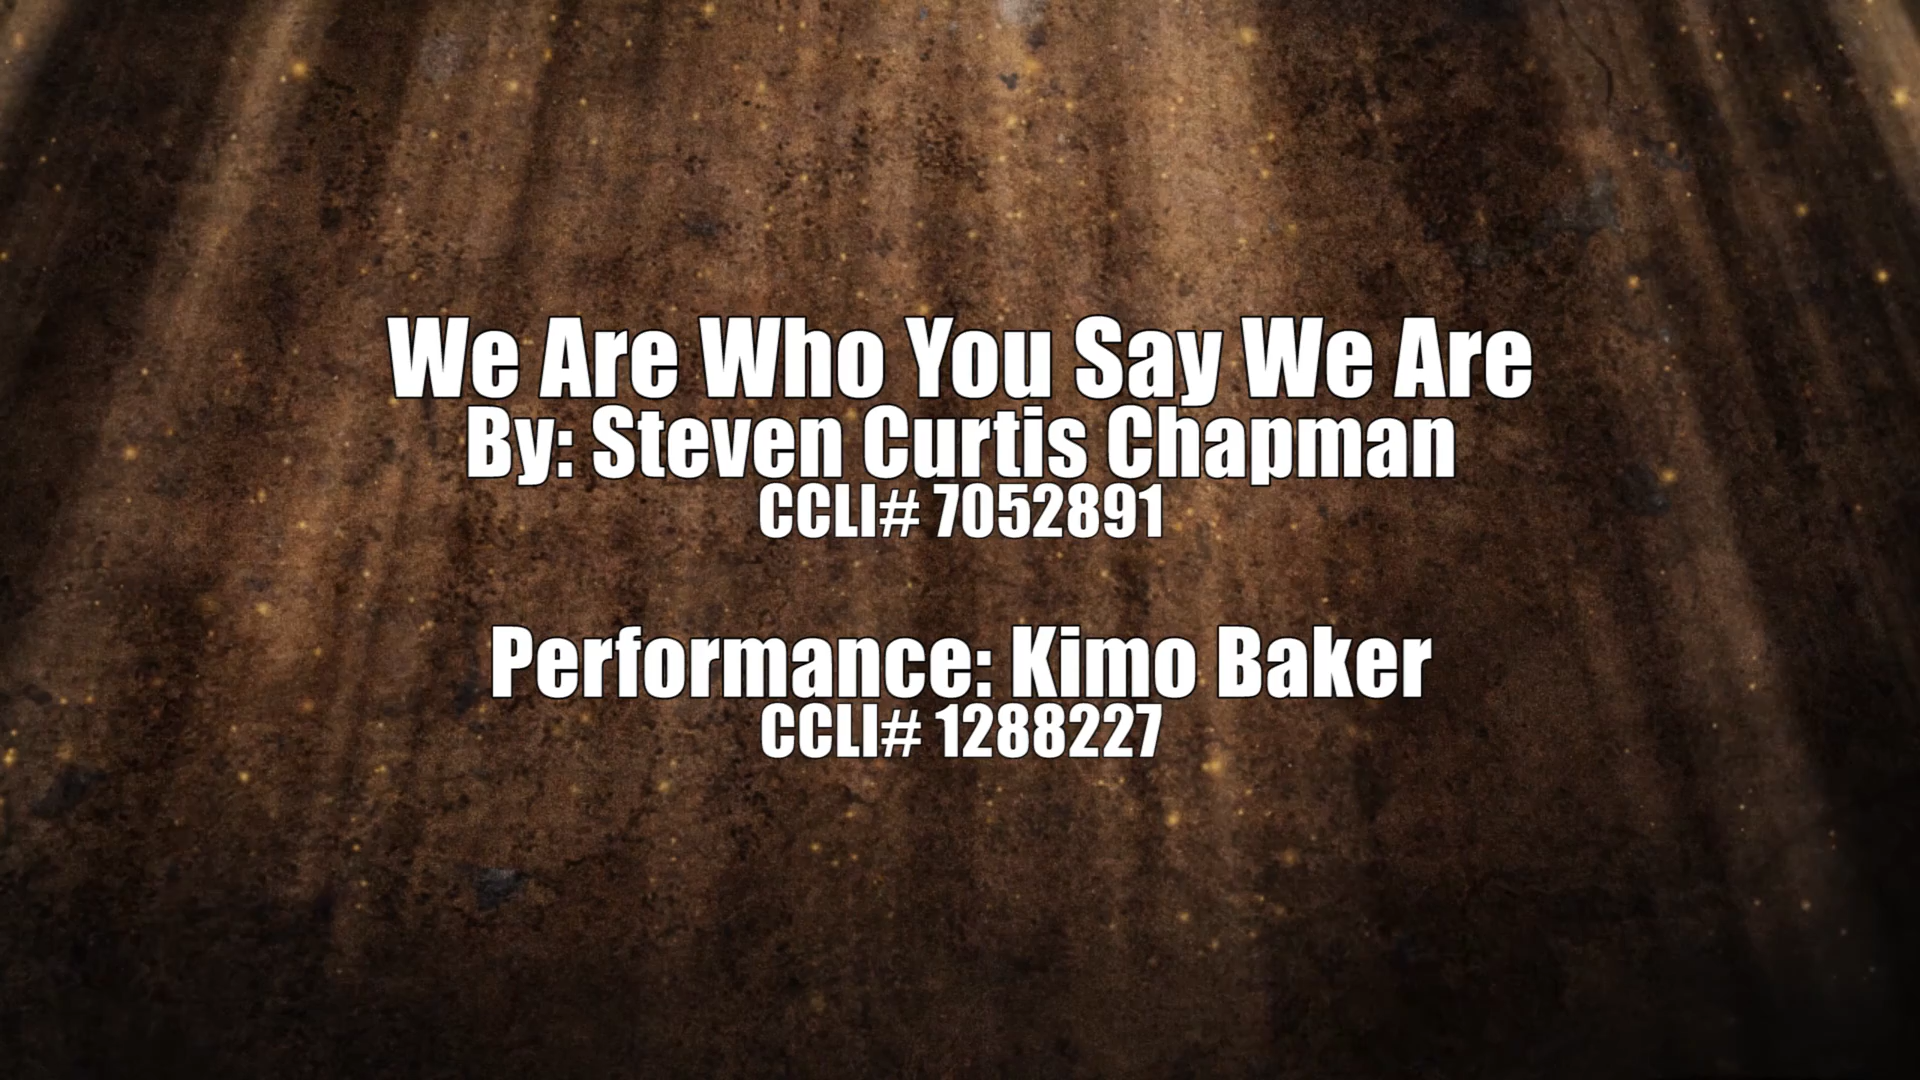 We Are Who You Say We Are
By: Steven Curtis Chapman
CCLI# 7052891
Performance: Kimo Baker
CCLI# 1288227